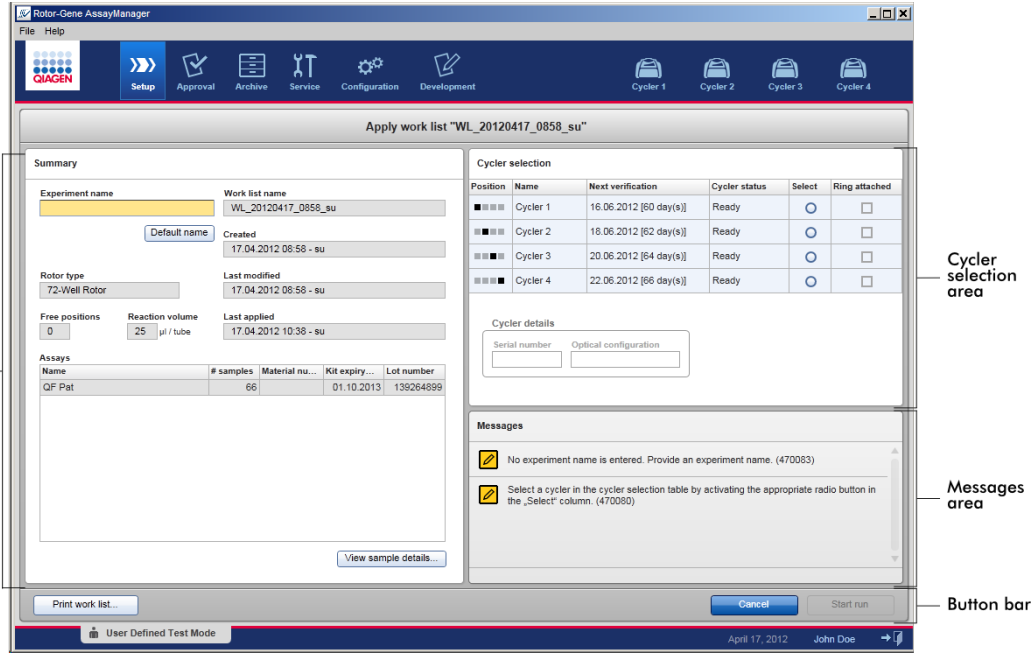 Rotor-Gene AssayManager
File Help
QIAGEN
Setup Approval Archive Service Configuration Development Cycler 1 Cycler 2 Cycler 3 Cycler 4
Apply work list "WL_20120417_0858_su"
Summary
Experiment name
Work list name
WL_20120417_0858_su
Default name
Created
17.04.2012 08:58 - su
Rotor type
72-Well Rotor
Last modified
17.04.2012 08:58 - su
Free positions
0
Reaction volume
25 µl / tube
Last applied
17.04.2012 10:38 - su
Assays
Name # samples Material nu... Kit expiry... Lot number
QF Pat 66 01.10.2013 139264899
View sample details...
Cycler selection
Position Name Next verification Cycler status Select Ring attached
Cycler 1 16.06.2012 [60 day(s)] Ready
Cycler 2 18.06.2012 [62 day(s)] Ready
Cycler 3 20.06.2012 [64 day(s)] Ready
Cycler 4 22.06.2012 [66 day(s)] Ready
Cycler details
Serial number Optical configuration
Messages
No experiment name is entered. Provide an experiment name. (470083)
Select a cycler in the cycler selection table by activating the appropriate radio button in
the „Select“ column. (470080)
Cycler
selection
area
Messages
area
Button bar
Print work list...
Cancel
Start run
User Defined Test Mode
April 17, 2012
John Doe